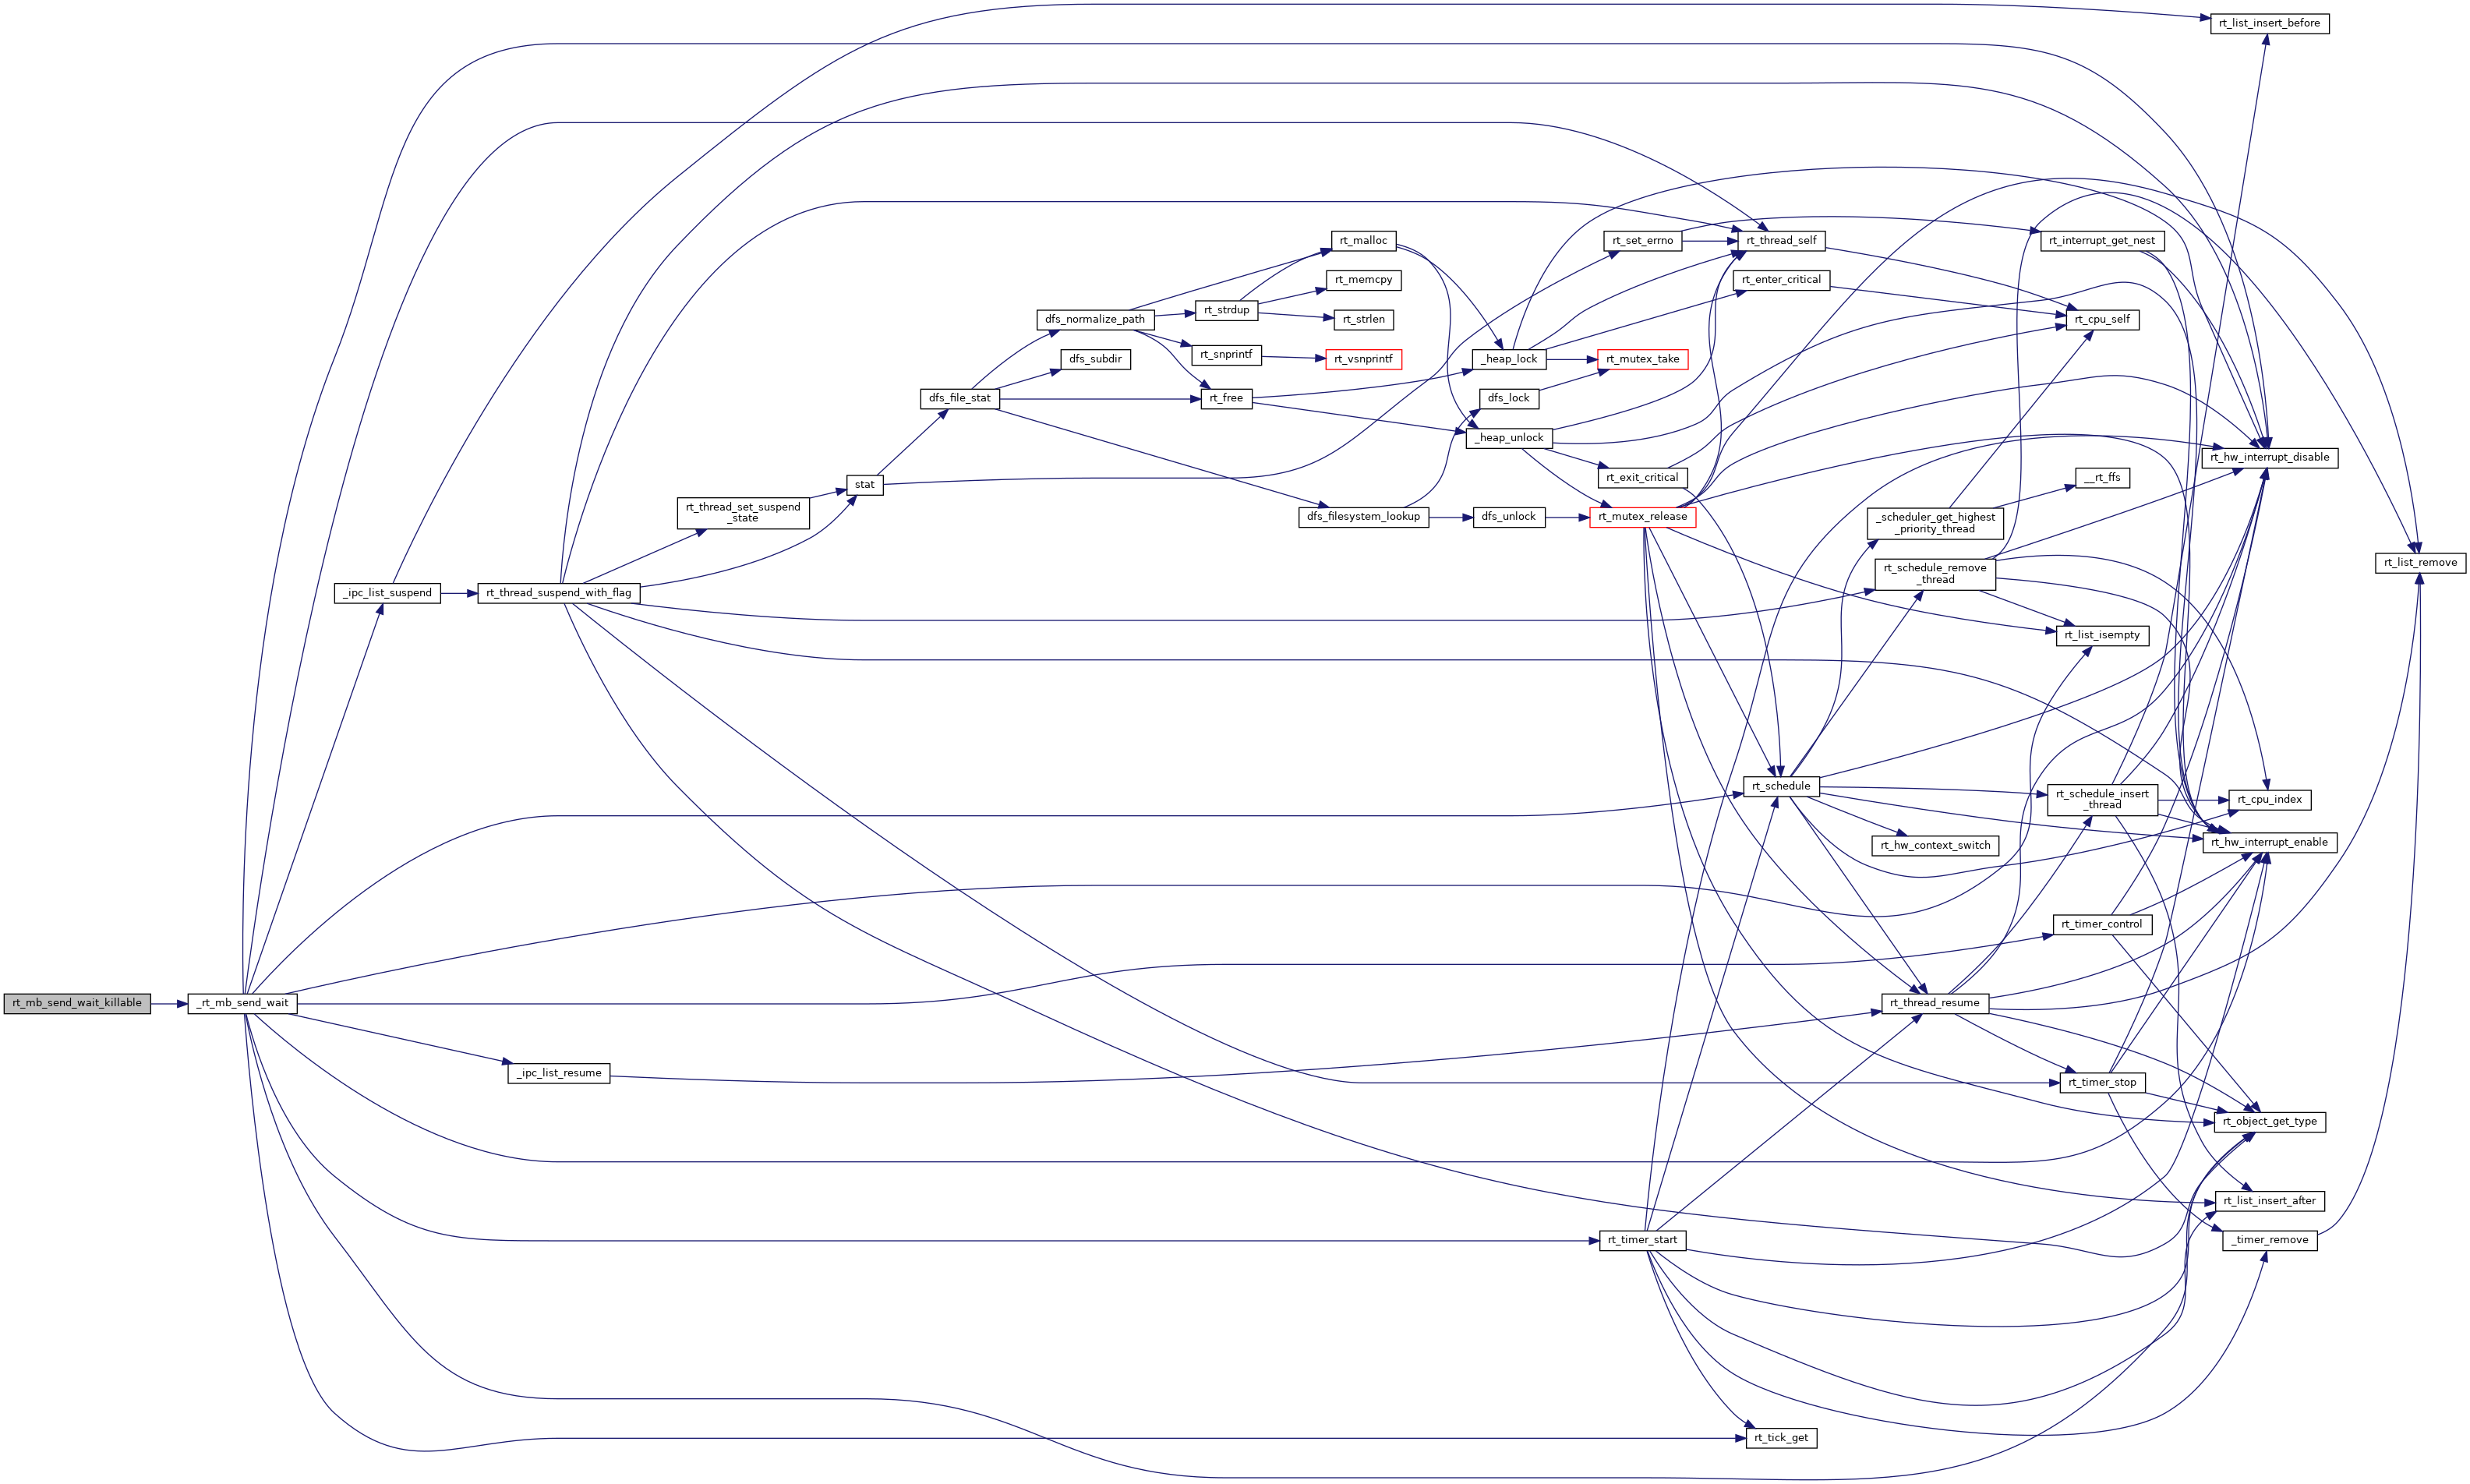 rt_list_insert_before
rt_malloc
rt_set_errno
rt_thread_self
rt_interrupt_get_nest
rt_memcpy
rt_enter_critical
rt_strdup
dfs_normalize_path
rt_strlen
rt_cpu_self
dfs_subdir
rt_snprintf
rt_vsnprintf
_heap_lock
rt_mutex_take
dfs_file_stat
rt_free
dfs_lock
_heap_unlock
rt_hw_interrupt_disable
stat
rt_exit_critical
__rt_ffs
rt_thread_set_suspend
_state
dfs_filesystem_lookup
dfs_unlock
rt_mutex_release
_scheduler_get_highest
_priority_thread
rt_list_remove
_ipc_list_suspend
rt_thread_suspend_with_flag
rt_schedule_remove
_thread
rt_list_isempty
rt_schedule
rt_schedule_insert
_thread
rt_cpu_index
rt_hw_context_switch
rt_hw_interrupt_enable
rt_timer_control
rt_mb_send_wait_killable
_rt_mb_send_wait
rt_thread_resume
_ipc_list_resume
rt_timer_stop
rt_object_get_type
rt_list_insert_after
rt_timer_start
_timer_remove
rt_tick_get